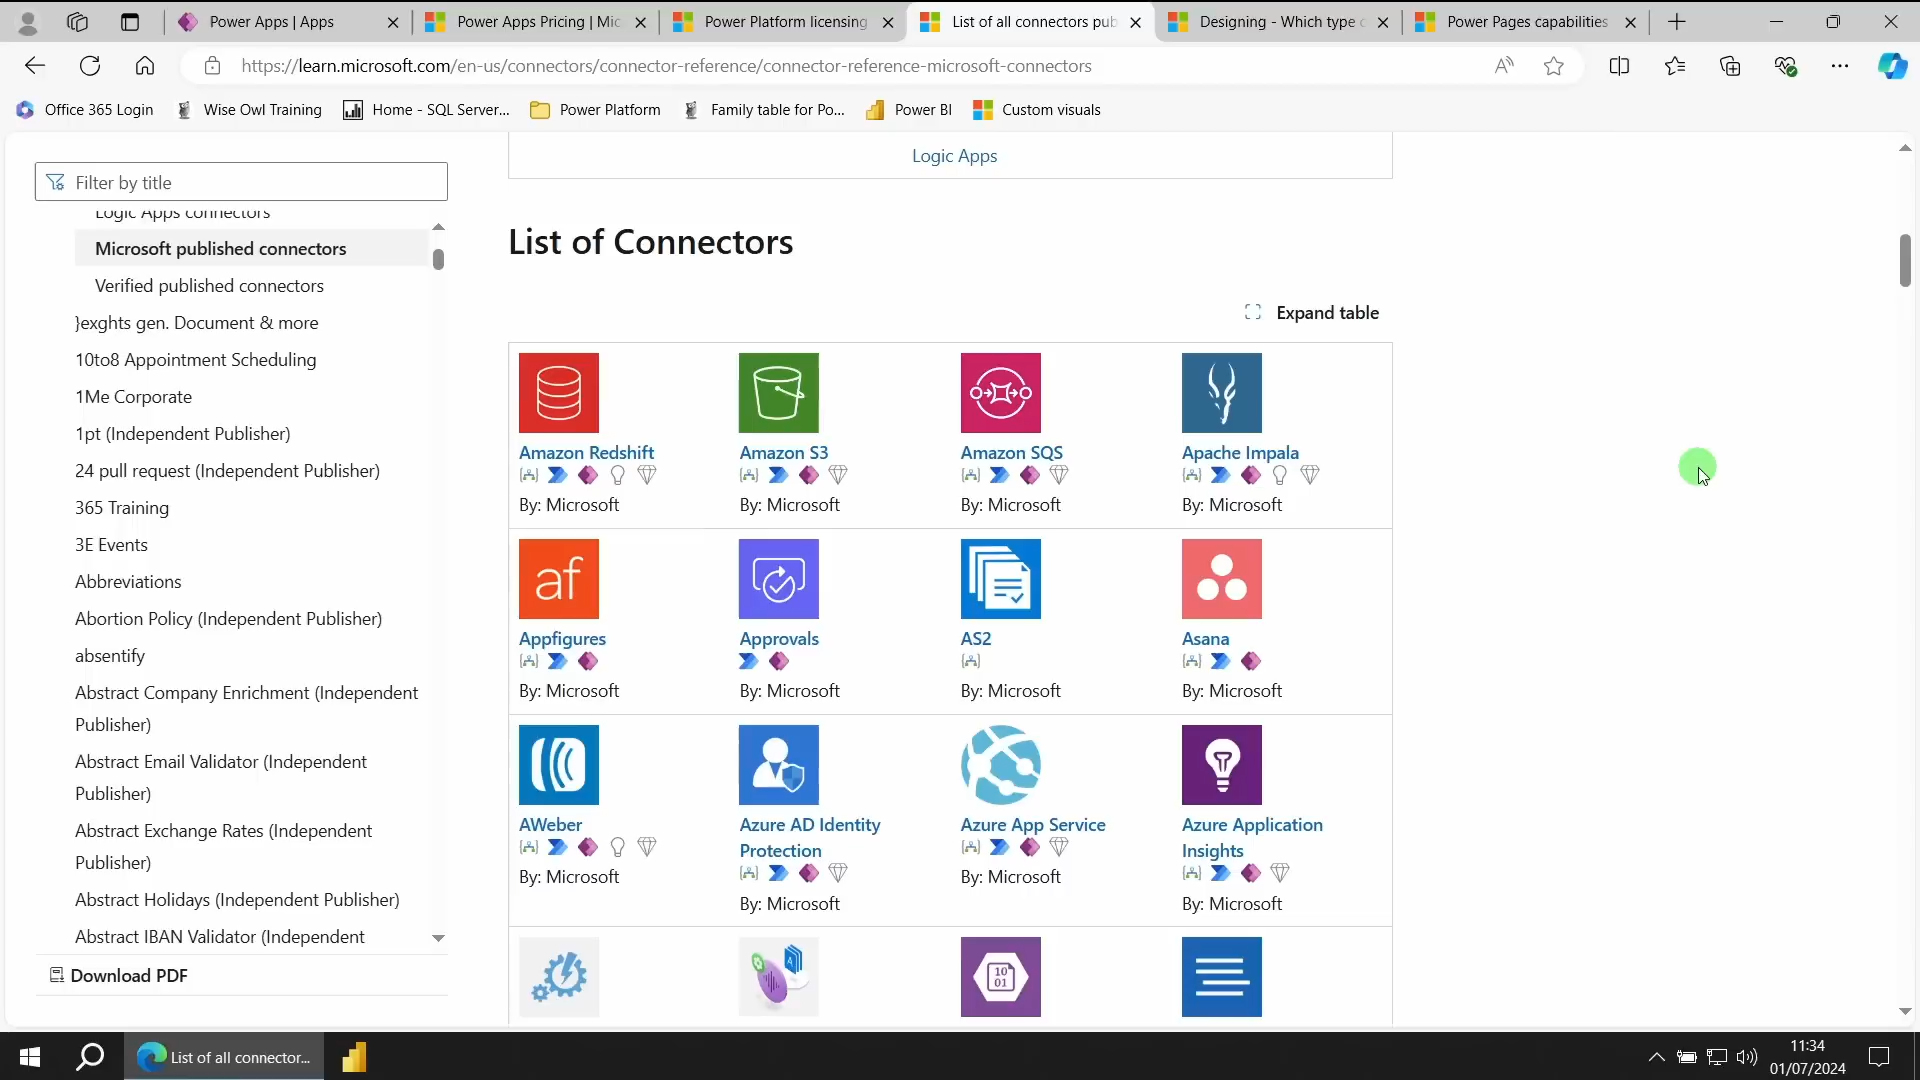 Power Apps | Apps
Power Apps Pricing | Mic
Power Platform licensing
List of all connectors pub
Designing - Which type c
Power Pages capabilities
https://learn.microsoft.com/en-us/connectors/connector-reference/connector-reference-microsoft-connectors
Office 365 Login
Wise Owl Training
Home - SQL Server...
Power Platform
Family table for Po...
Power BI
Custom visuals
Filter by title
Logic Apps connectors
Microsoft published connectors
Verified published connectors
}exghts gen. Document & more
10to8 Appointment Scheduling
1Me Corporate
1pt (Independent Publisher)
24 pull request (Independent Publisher)
365 Training
3E Events
Abbreviations
Abortion Policy (Independent Publisher)
absentify
Abstract Company Enrichment (Independent
Publisher)
Abstract Email Validator (Independent
Publisher)
Abstract Exchange Rates (Independent
Publisher)
Abstract Holidays (Independent Publisher)
Abstract IBAN Validator (Independent
Download PDF
Logic Apps
List of Connectors
Expand table
Amazon Redshift
By: Microsoft
Amazon S3
By: Microsoft
Amazon SQS
By: Microsoft
Apache Impala
By: Microsoft
af
Appfigures
By: Microsoft
Approvals
By: Microsoft
AS2
By: Microsoft
Asana
By: Microsoft
AWeber
By: Microsoft
Azure AD Identity
Protection
By: Microsoft
Azure App Service
By: Microsoft
Azure Application
Insights
By: Microsoft
10
01
List of all connector...
11:34
01/07/2024